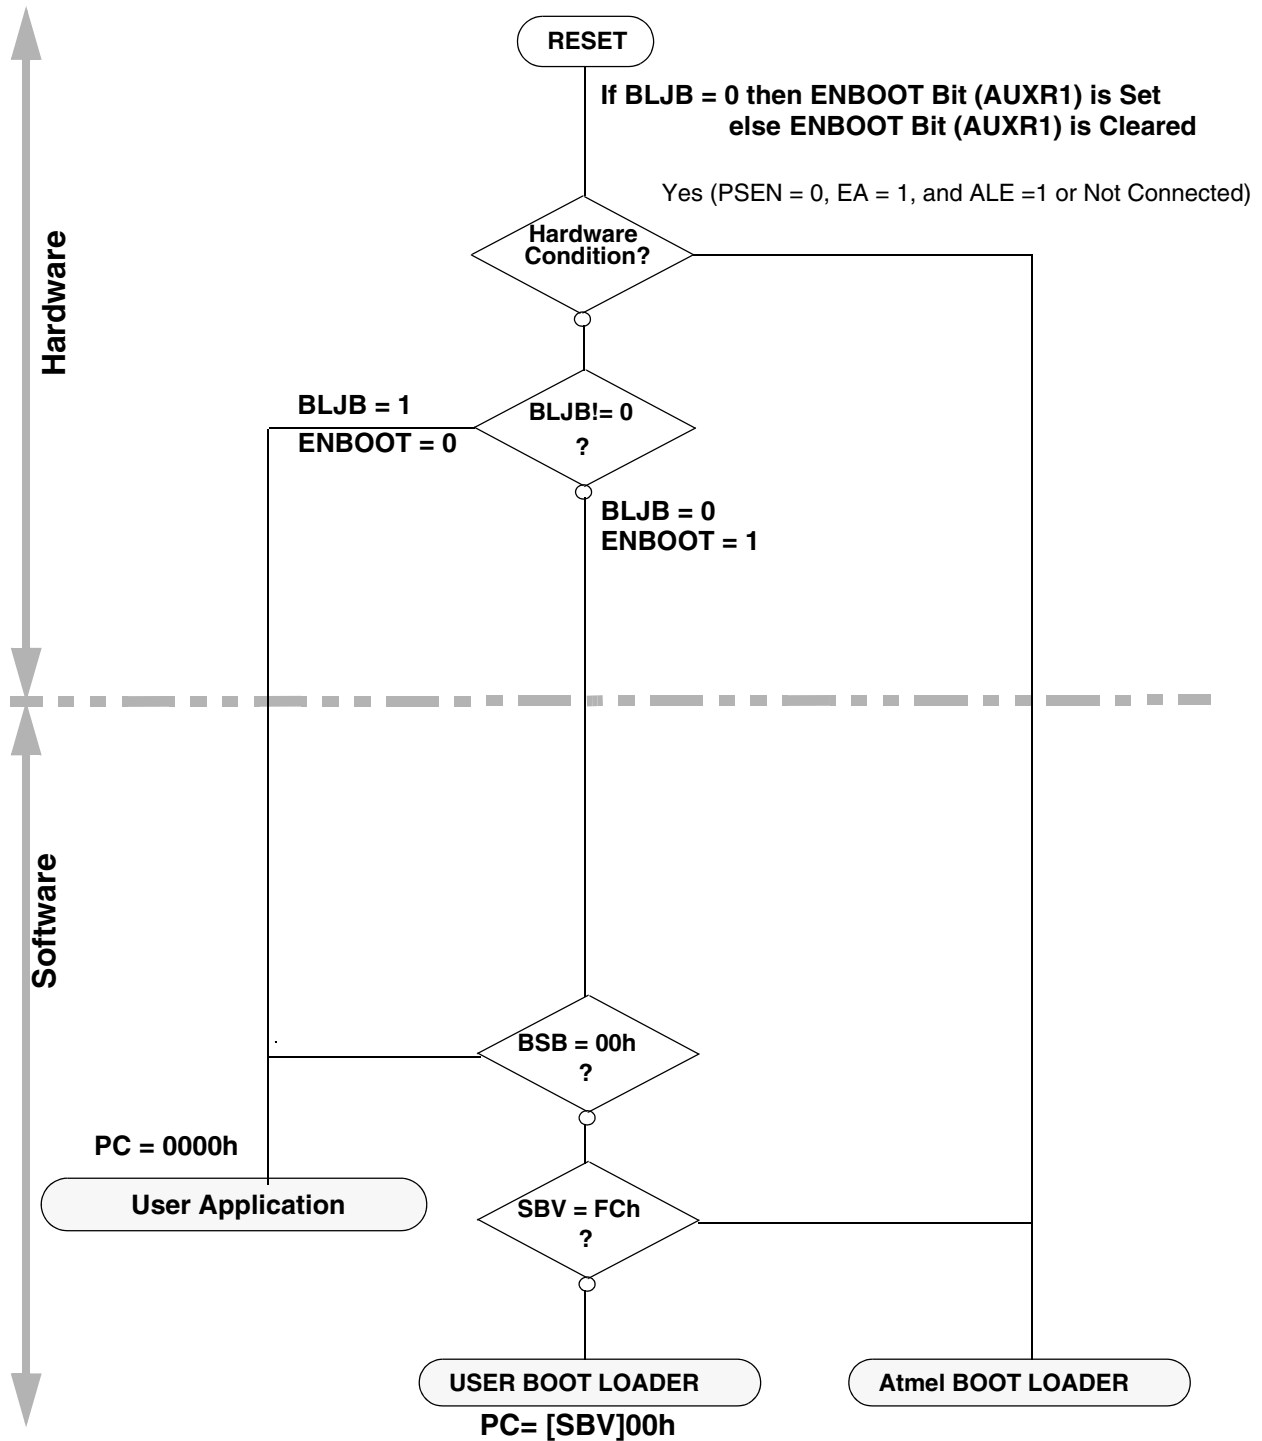 RESET
If BLJB = 0 then ENBOOT Bit (AUXR1) is Set
else ENBOOT Bit (AUXR1) is Cleared
Yes (PSEN = 0, EA = 1, and ALE =1 or Not Connected)
Hardware
Condition?
Hardware
BLJB = 1
ENBOOT = 0
BLJB!= 0
?
BLJB = 0
ENBOOT = 1
Software
BSB = 00h
?
PC = 0000h
User Application
SBV = FCh
?
USER BOOT LOADER
PC= [SBV]00h
Atmel BOOT LOADER